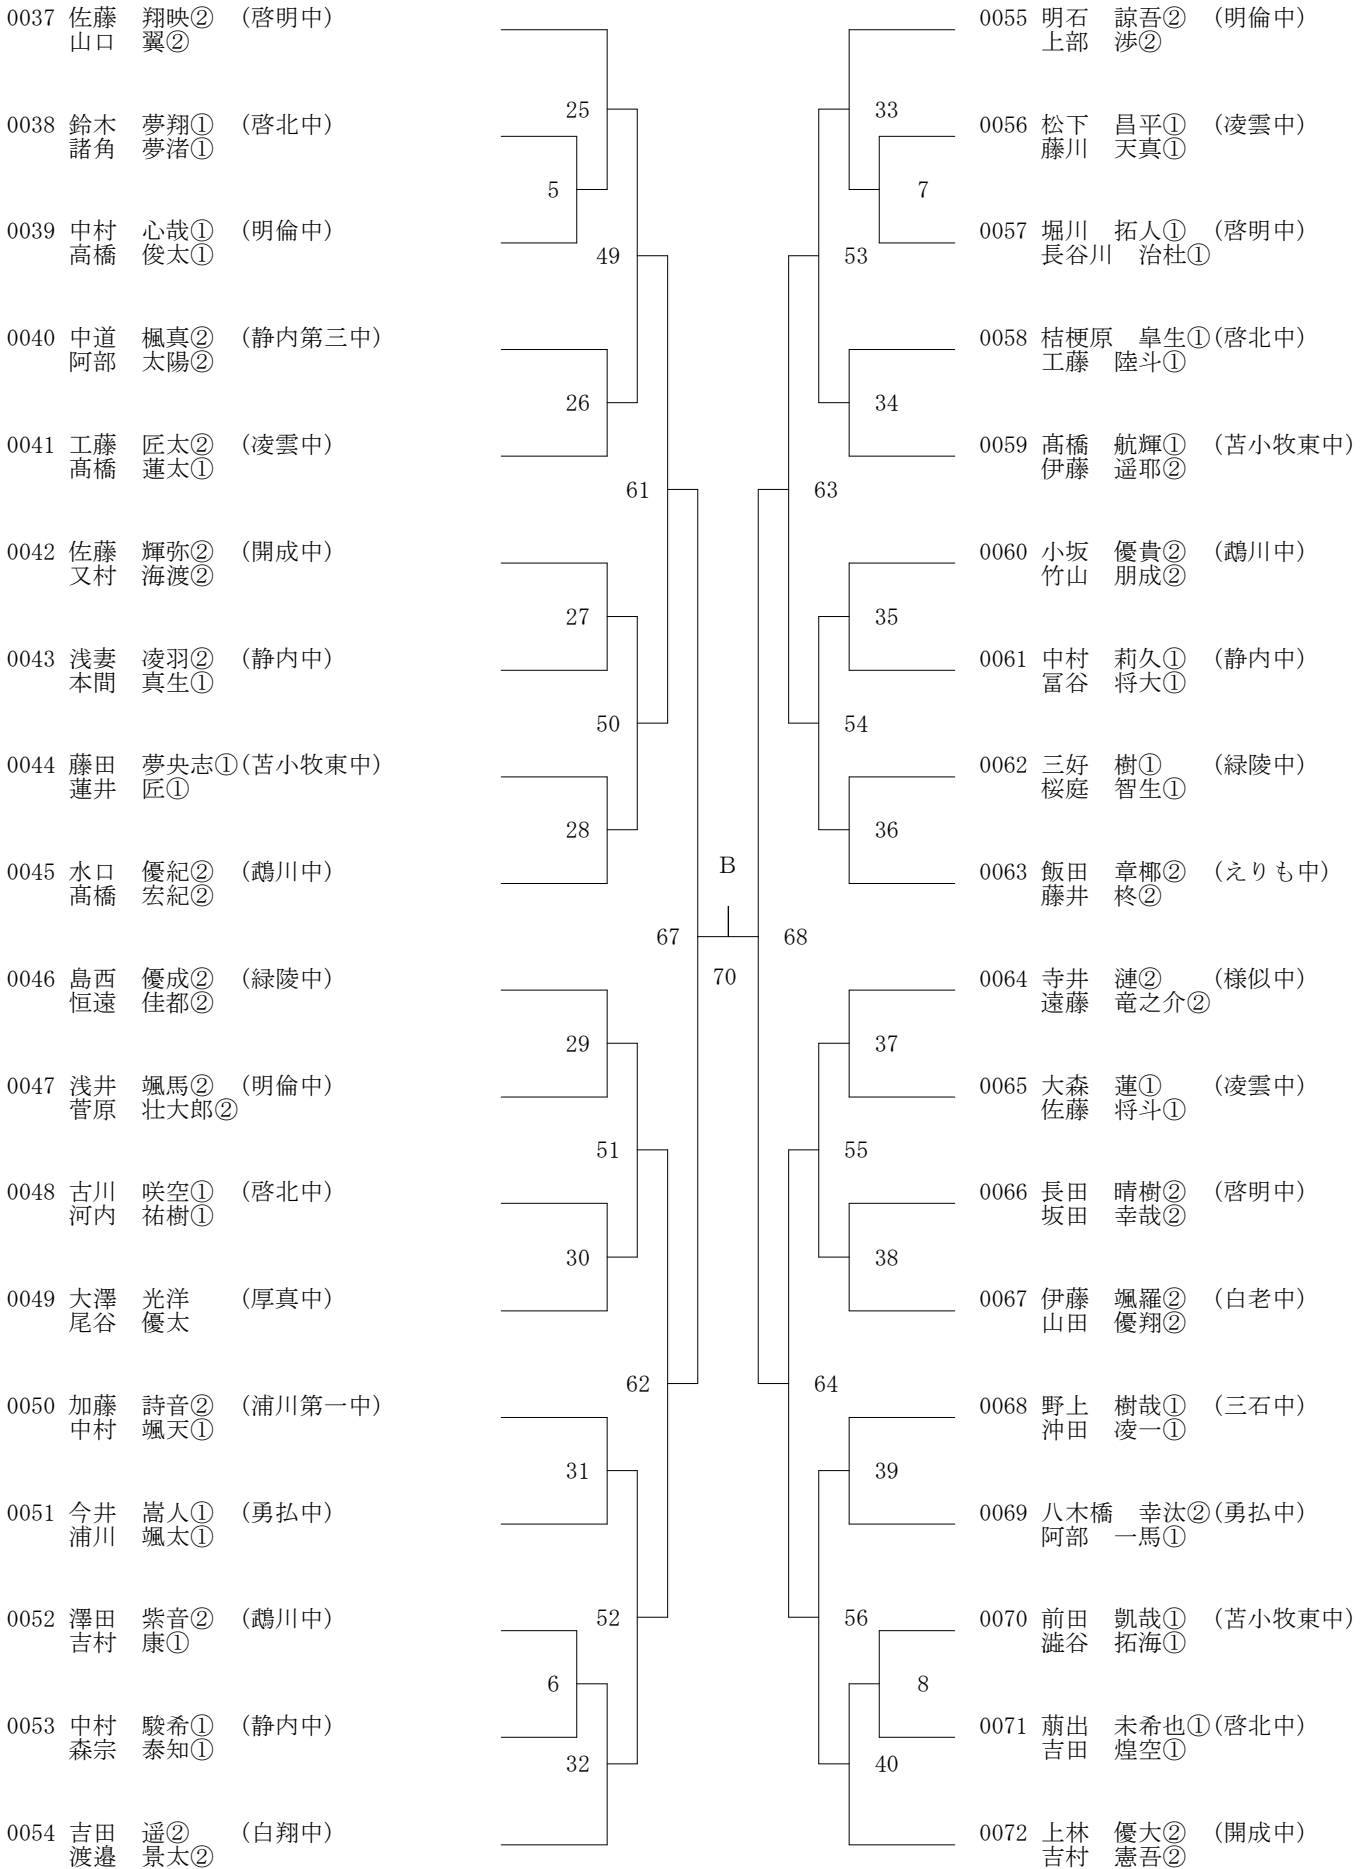 0037 佐藤　翔映②　(啓明中)
山口　翼②
0038 鈴木　夢翔①　(啓北中)
諸角　夢渚①
0039 中村　心哉①　(明倫中)
高橋　俊太①
0040 中道　楓真②　(静内第三中)
阿部　太陽②
0041 工藤　匠太②　(凌雲中)
髙橋　蓮太①
0042 佐藤　輝弥②　(開成中)
又村　海渡②
0043 浅妻　凌羽②　(静内中)
本間　真生①
0044 藤田　夢央志①(苫小牧東中)
蓮井　匠①
0045 水口　優紀②　(鵡川中)
髙橋　宏紀②
0046 島西　優成②　(緑陵中)
恒遠　佳都②
0047 浅井　颯馬②　(明倫中)
菅原　壮大郎②
0048 古川　咲空①　(啓北中)
河内　祐樹①
0049 大澤　光洋　　(厚真中)
尾谷　優太
0050 加藤　詩音②　(浦川第一中)
中村　颯天①
0051 今井　嵩人①　(勇払中)
浦川　颯太①
0052 澤田　紫音②　(鵡川中)
吉村　康①
0053 中村　駿希①　(静内中)
森宗　泰知①
0054 吉田　遥②　　(白翔中)
渡邉　景太②
25
5
49
26
61
27
50
28
67
29
51
30
62
31
52
6
32
B
70
33
7
53
34
63
35
54
36
68
37
55
38
64
39
56
8
40
0055 明石　諒吾②　(明倫中)
上部　渉②
0056 松下　昌平①　(凌雲中)
藤川　天真①
0057 堀川　拓人①　(啓明中)
長谷川　治杜①
0058 桔梗原　皐生①(啓北中)
工藤　陸斗①
0059 髙橋　航輝①　(苫小牧東中)
伊藤　遥耶②
0060 小坂　優貴②　(鵡川中)
竹山　朋成②
0061 中村　莉久①　(静内中)
冨谷　将大①
0062 三好　樹①　　(緑陵中)
桜庭　智生①
0063 飯田　章椰②　(えりも中)
藤井　柊②
0064 寺井　漣②　　(様似中)
遠藤　竜之介②
0065 大森　蓮①　　(凌雲中)
佐藤　将斗①
0066 長田　晴樹②　(啓明中)
坂田　幸哉②
0067 伊藤　颯羅②　(白老中)
山田　優翔②
0068 野上　樹哉①　(三石中)
沖田　凌一①
0069 八木橋　幸汰②(勇払中)
阿部　一馬①
0070 前田　凱哉①　(苫小牧東中)
澁谷　拓海①
0071 萠出　未希也①(啓北中)
吉田　煌空①
0072 上林　優大②　(開成中)
吉村　憲吾②